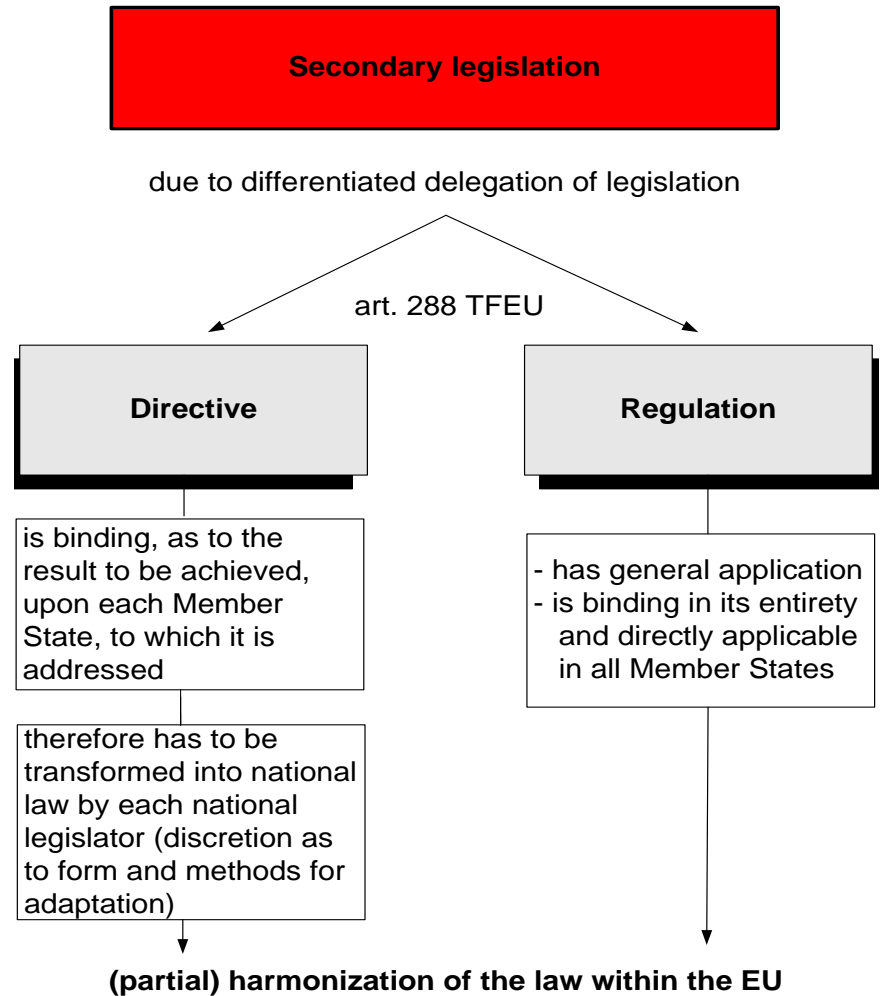 Secondary legislation
due to differentiated delegation of legislation
art. 288 TFEU
Directive
Regulation
is binding, as to the
result to be achieved,
upon each Member
State, to which it is
addressed
- has general application
- is binding in its entirety
and directly applicable
in all Member States
therefore has to be
transformed into national
law by each national
legislator (discretion as
to form and methods for
adaptation)
(partial) harmonization of the law within the EU